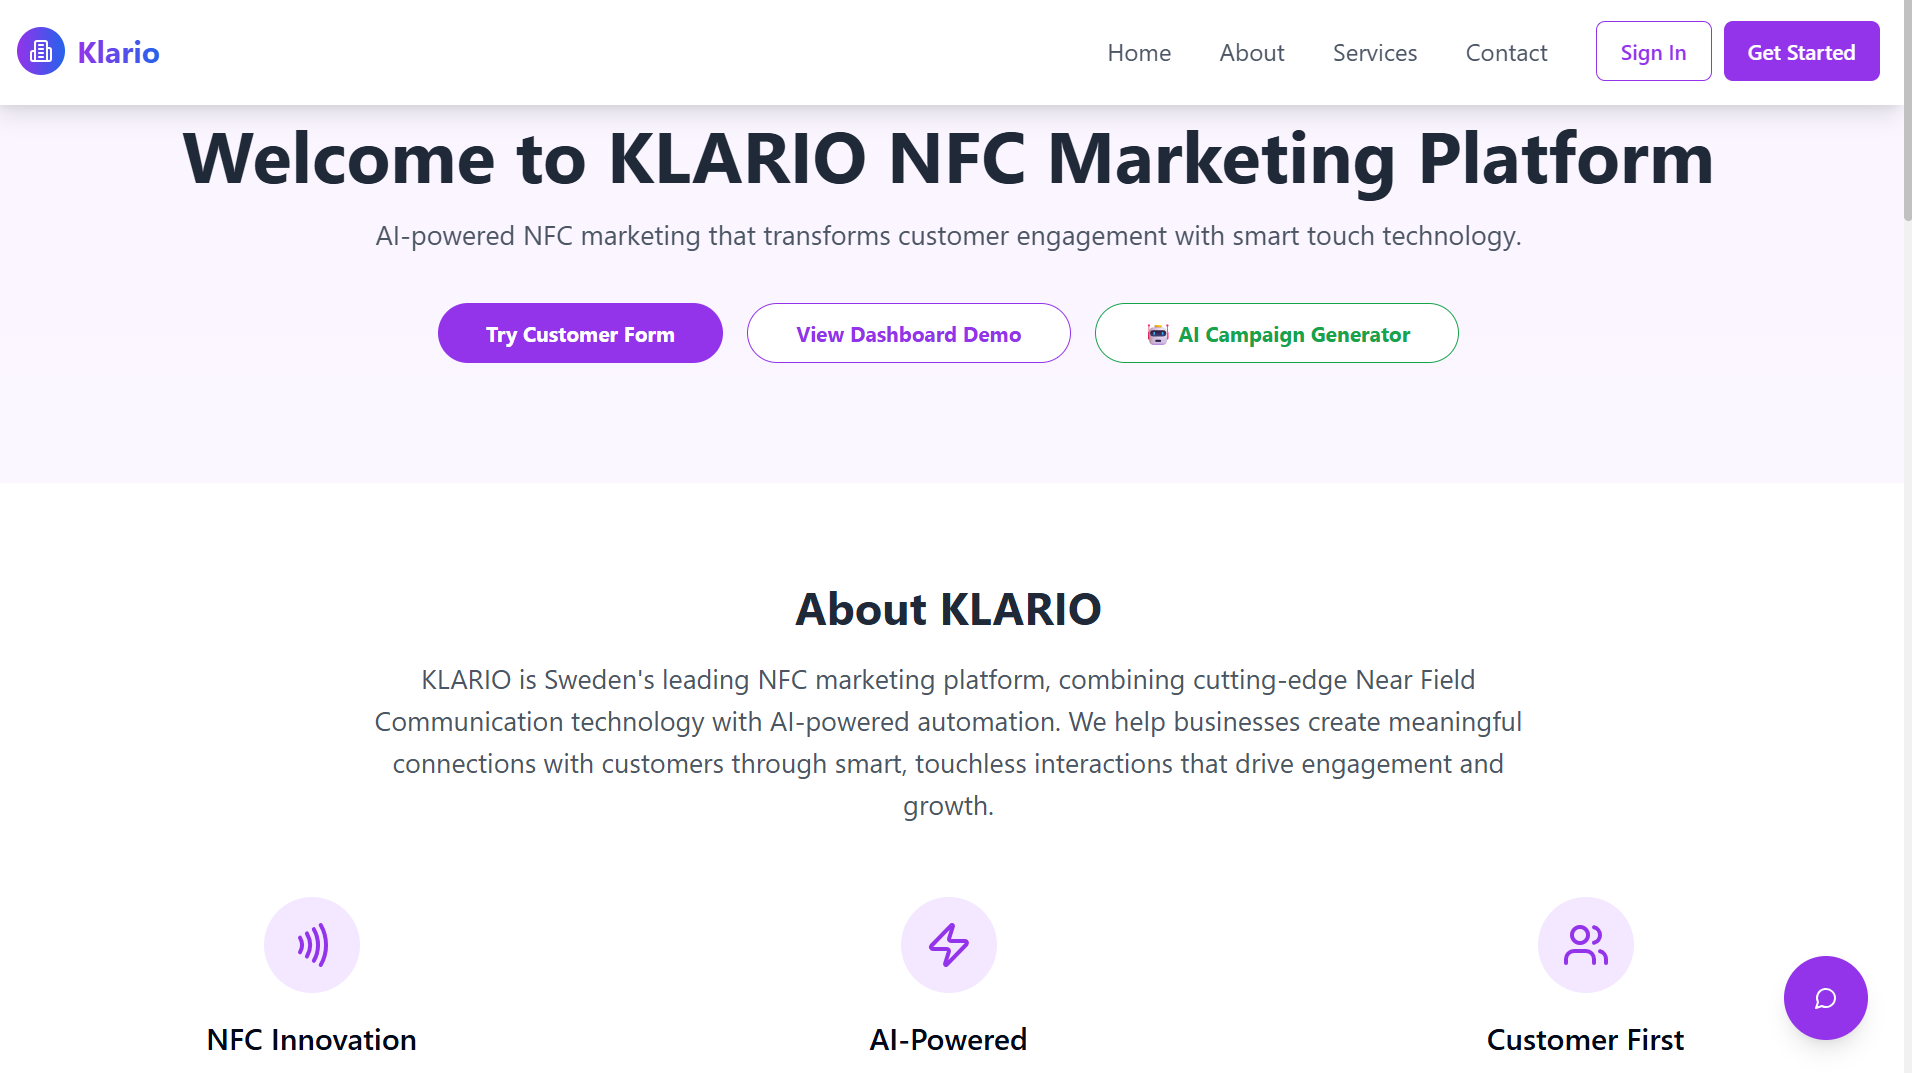 Klario
Home
About
Services
Contact
Sign In
Get Started
Welcome to KLARIO NFC Marketing Platform
AI-powered NFC marketing that transforms customer engagement with smart touch technology.
Try Customer Form
View Dashboard Demo
AI Campaign Generator
About KLARIO
KLARIO is Sweden's leading NFC marketing platform, combining cutting-edge Near Field
Communication technology with AI-powered automation. We help businesses create meaningful
connections with customers through smart, touchless interactions that drive engagement and
growth.
NFC Innovation
AI-Powered
Customer First